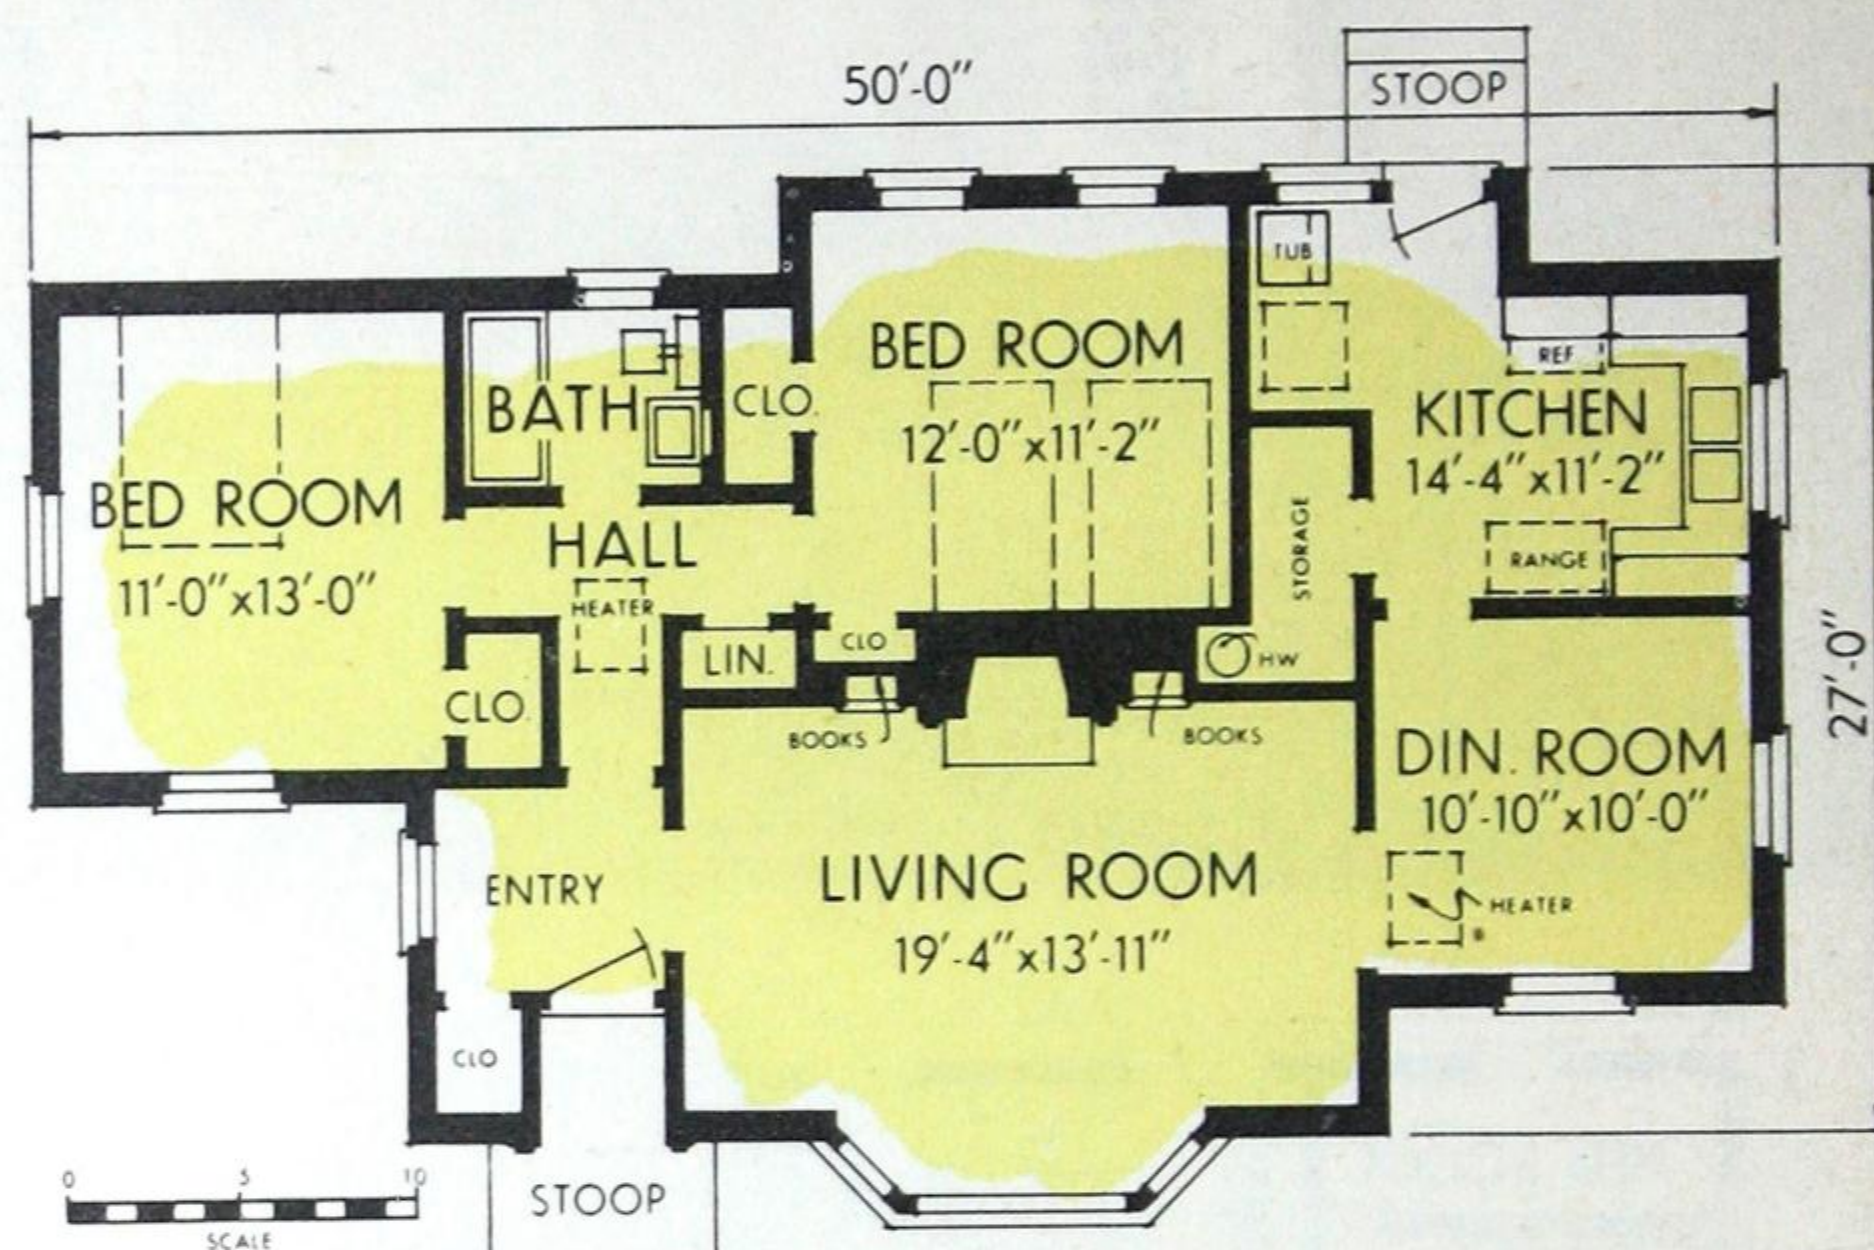 50'-0"
STOOP
TUB
BED ROOM
12'-0"x11'-2"
REF
KITCHEN
14'-4"x11'-2"
BATH
CLO.
BED ROOM
11'-0"x13'-0"
HALL
HEATER
STORAGE
RANGE
LIN.
CLO
HW
CLO.
BOOKS
BOOKS
27'-0"
DIN. ROOM
10'-10"x10'-0"
ENTRY
LIVING ROOM
19'-4"x13'-11"
HEATER
CLO
STOOP
0 5 10
SCALE